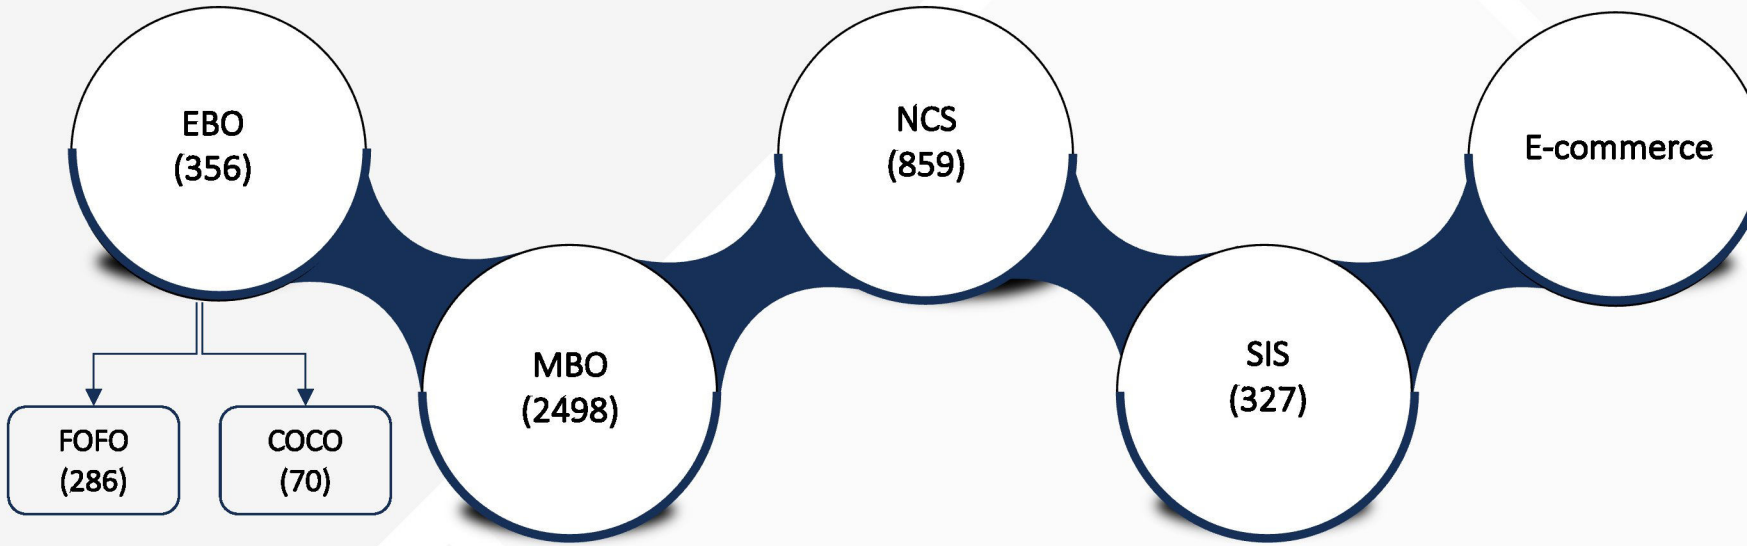 EBO
(356)
FOFO
(286)
COCO
(70)
MBO
(2498)
NCS
(859)
SIS
(327)
E-commerce